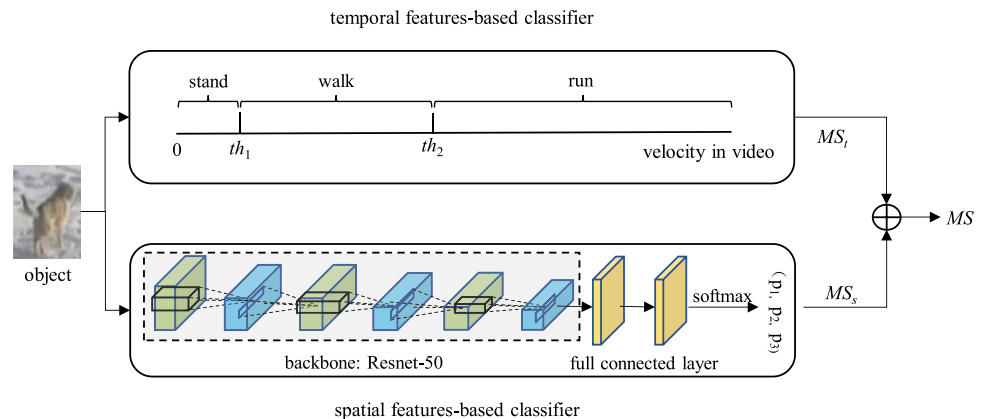 temporal features-based classifier
stand walk run
0 th₁ th₂ velocity in video
MSₜ
MS
object
softmax
(p₁, p₂, p₃)
MSₛ
backbone: Resnet-50 full connected layer
spatial features-based classifier